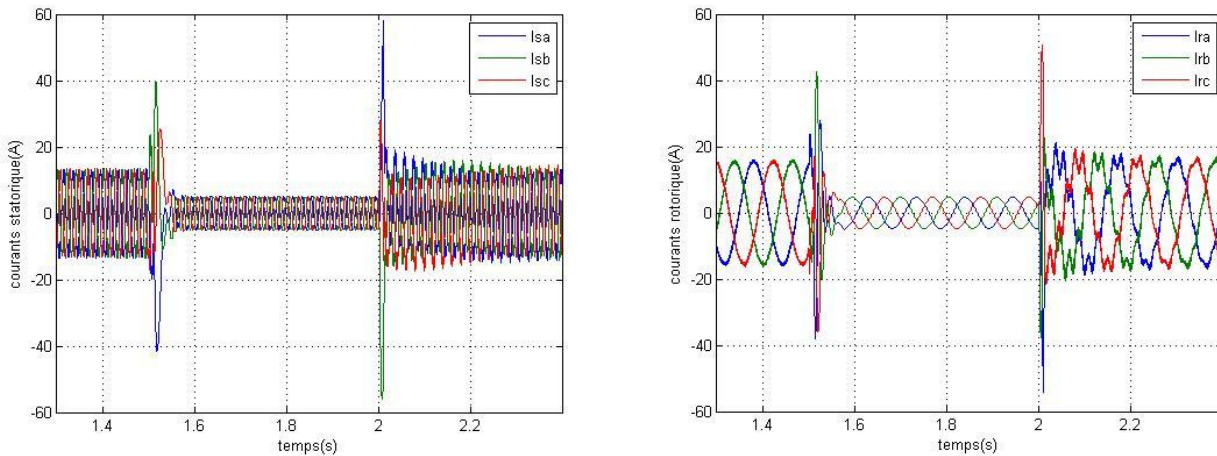 60
40
20
0
-20
-40
-60
courants statorique(A)
1.4
1.6
1.8
2
2.2
temps(s)
Isa
Isb
Isc
60
40
20
0
-20
-40
-60
courants rotorique(A)
1.4
1.6
1.8
2
2.2
temps(s)
Ira
Irb
Irc